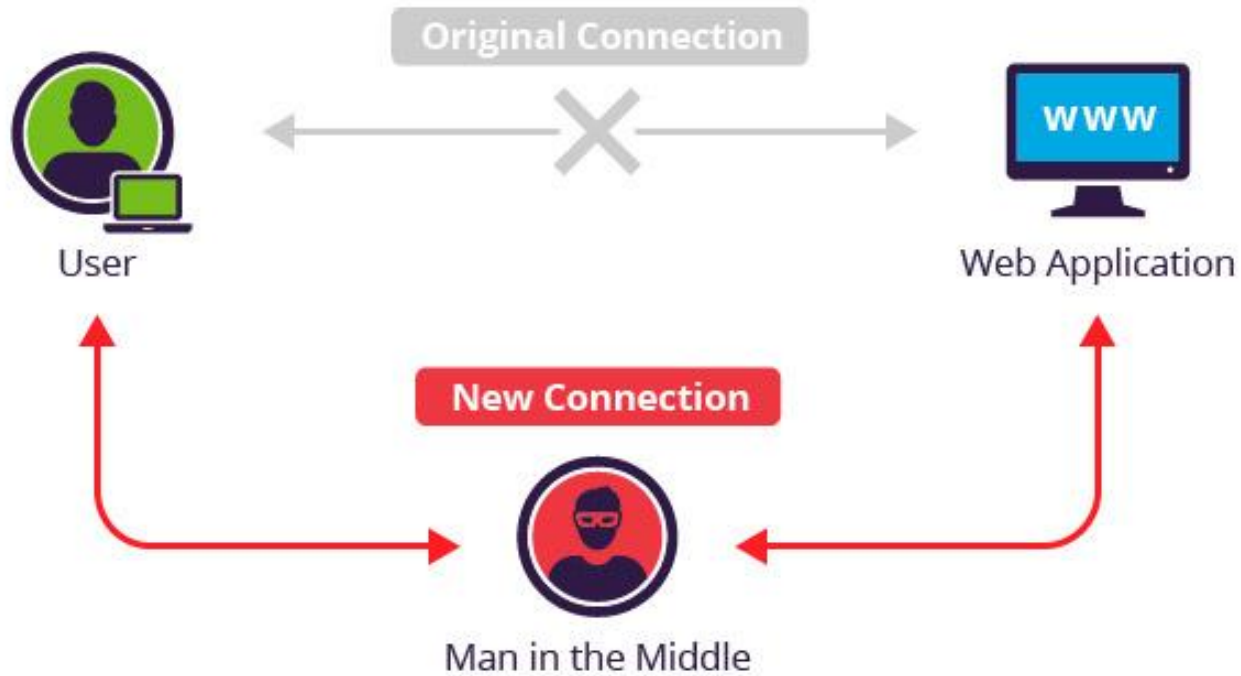 Original Connection
www
User
Web Application
New Connection
Man in the Middle